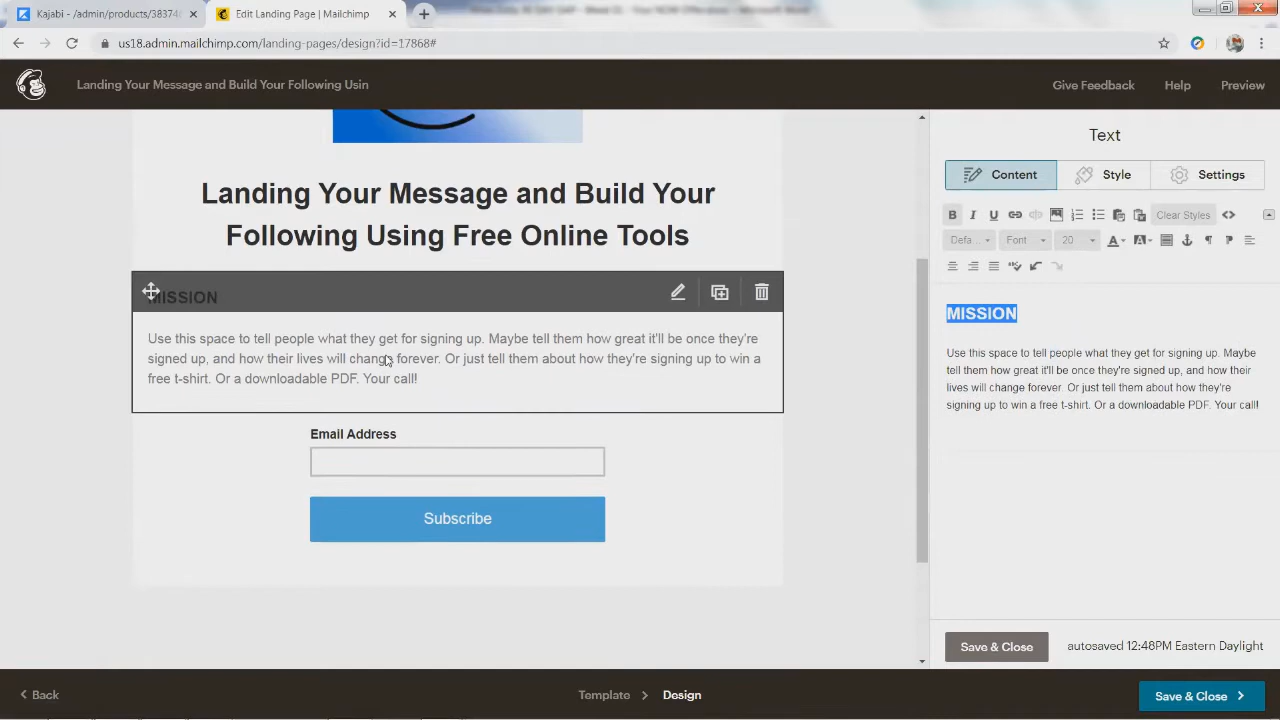 Kajabi - /admin/products/38374
Edit Landing Page | Mailchimp
us18.admin.mailchimp.com/landing-pages/design?id=17868#
Landing Your Message and Build Your Following Usin
Give Feedback
Help
Preview
Landing Your Message and Build Your
Following Using Free Online Tools
MISSION
Use this space to tell people what they get for signing up. Maybe tell them how great it'll be once they're
signed up, and how their lives will change forever. Or just tell them about how they're signing up to win a
free t-shirt. Or a downloadable PDF. Your call!
Email Address
Subscribe
Text
Content
Style
Settings
B I U Clear Styles <>
Defa... Font 20 A A
MISSION
Use this space to tell people what they get for signing up. Maybe
tell them how great it'll be once they're signed up, and how their
lives will change forever. Or just tell them about how they're
signing up to win a free t-shirt. Or a downloadable PDF. Your call!
Save & Close
autosaved 12:48PM Eastern Daylight
Back
Template
Design
Save & Close